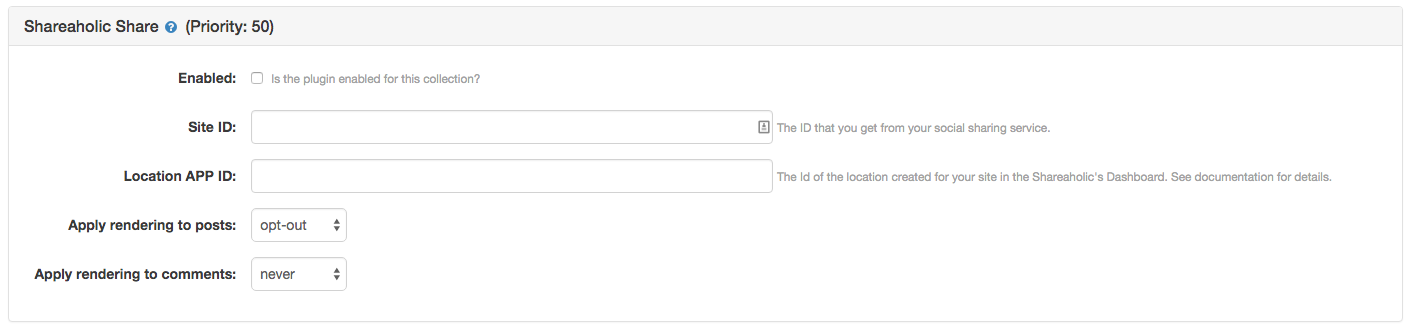 Shareaholic Share ? (Priority: 50)
Enabled: Is the plugin enabled for this collection?
Site ID: The ID that you get from your social sharing service.
Location APP ID: The Id of the location created for your site in the Shareaholic's Dashboard. See documentation for details.
Apply rendering to posts: opt-out
Apply rendering to comments: never